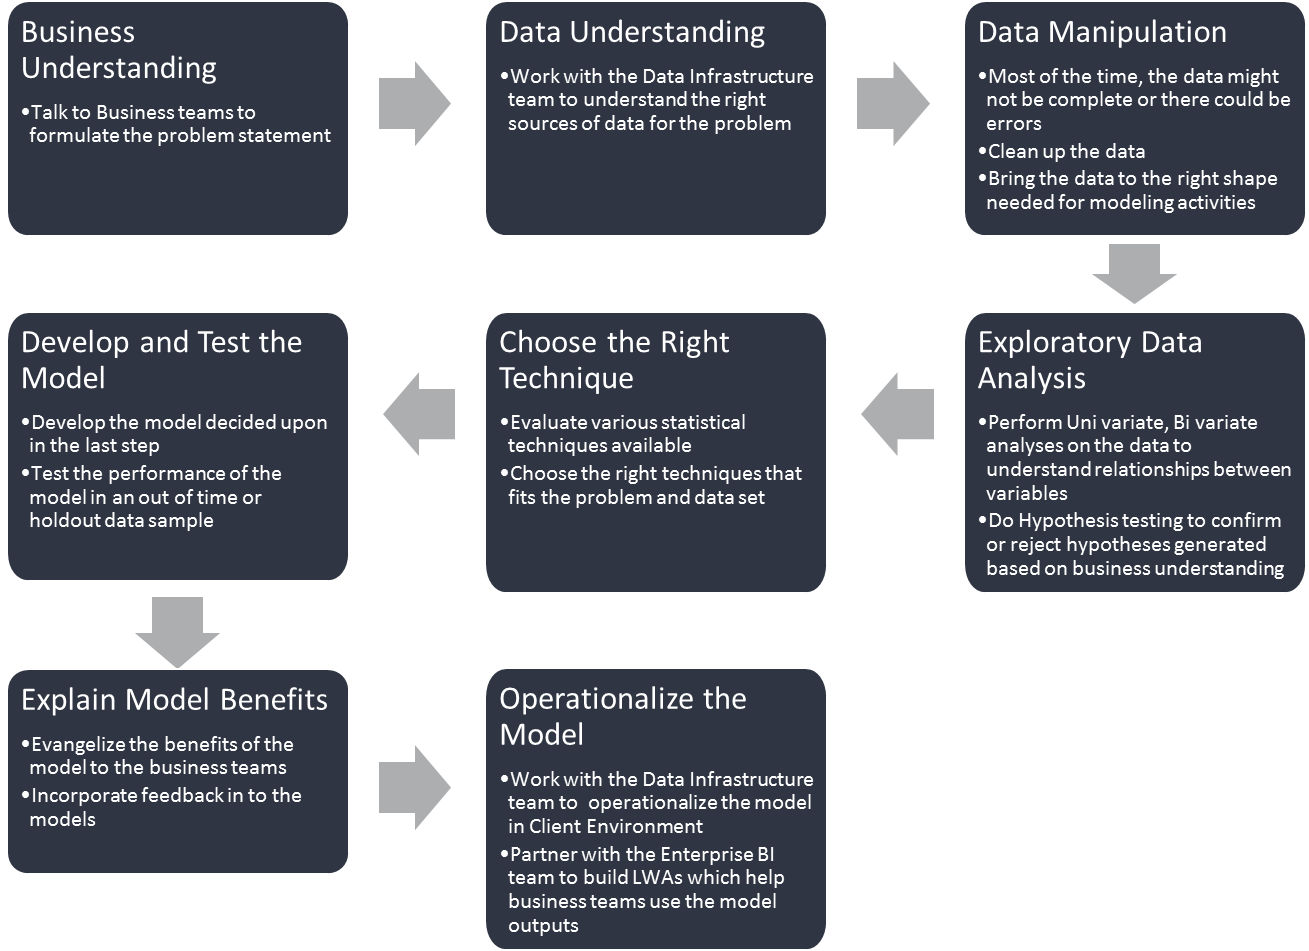 Business
Understanding
•Talk to Business teams to
formulate the problem statement
Data Understanding
•Work with the Data Infrastructure
team to understand the right
sources of data for the problem
Data Manipulation
•Most of the time, the data might
not be complete or there could be
errors
•Clean up the data
•Bring the data to the right shape
needed for modeling activities
Exploratory Data
Analysis
•Perform Uni variate, Bi variate
analyses on the data to
understand relationships between
variables
•Do Hypothesis testing to confirm
or reject hypotheses generated
based on business understanding
Choose the Right
Technique
•Evaluate various statistical
techniques available
•Choose the right techniques that
fits the problem and data set
Develop and Test the
Model
•Develop the model decided upon
in the last step
•Test the performance of the
model in an out of time or
holdout data sample
Explain Model Benefits
•Evangelize the benefits of the
model to the business teams
•Incorporate feedback in to the
models
Operationalize the
Model
•Work with the Data Infrastructure
team to  operationalize the model
in Client Environment
•Partner with the Enterprise BI
team to build LWAs which help
business teams use the model
outputs